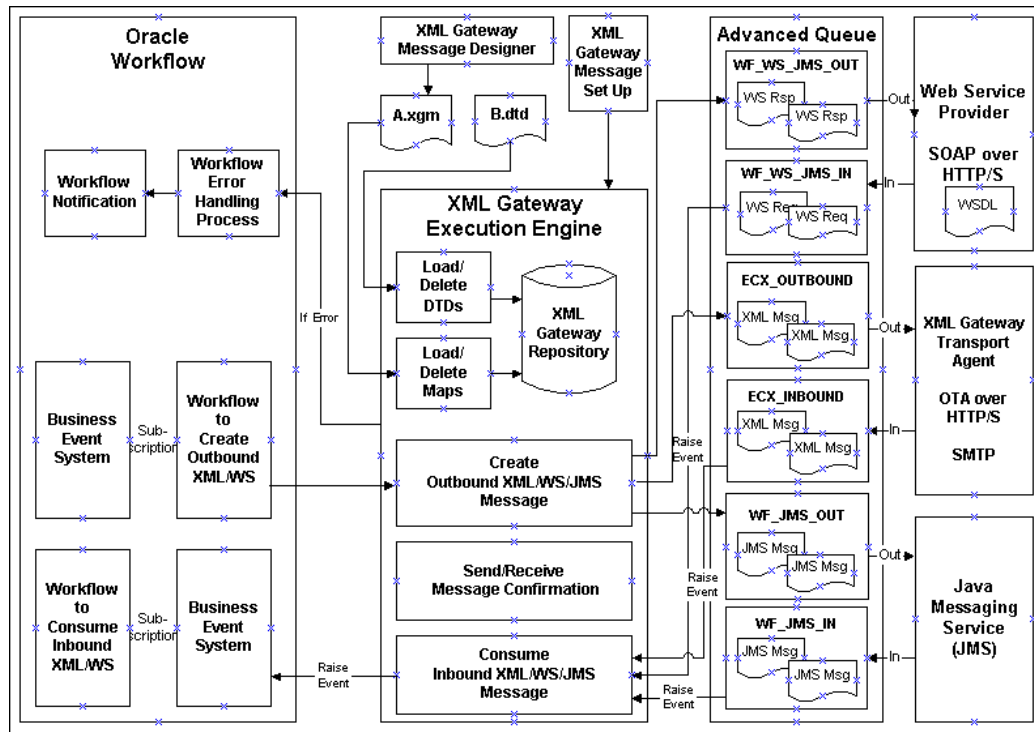 Oracle
Workflow
Workflow
Notification
Workflow
Error
Handling
Process
If Error
Business
Event
System
Sub-
scription
Workflow
to
Create
Outbound
XML/WS
Workflow
to
Consume
Inbound
XML/WS
Sub-
scription
Business
Event
System
Raise
Event
XML Gateway
Message Designer
XML
Gateway
Message
Set Up
A.xgm
B.dtd
XML Gateway
Execution Engine
Load/
Delete
DTDs
Load/
Delete
Maps
XML
Gateway
Repository
Create
Outbound XML/WS/JMS
Message
Send/Receive
Message Confirmation
Consume
Inbound XML/WS/JMS
Message
Raise
Event
Raise
Event
Raise
Event
Advanced Queue
WF_WS_JMS_OUT
WS Rsp
WS Rsp
Out
WF_WS_JMS_IN
WS Req
WS Req
In
ECX_OUTBOUND
XML Msg
XML Msg
Out
ECX_INBOUND
XML Msg
XML Msg
In
WF_JMS_OUT
JMS Msg
JMS Msg
Out
WF_JMS_IN
JMS Msg
JMS Msg
In
Web Service
Provider
SOAP over
HTTP/S
WSDL
XML Gateway
Transport
Agent
OTA over
HTTP/S
SMTP
Java
Messaging
Service
(JMS)